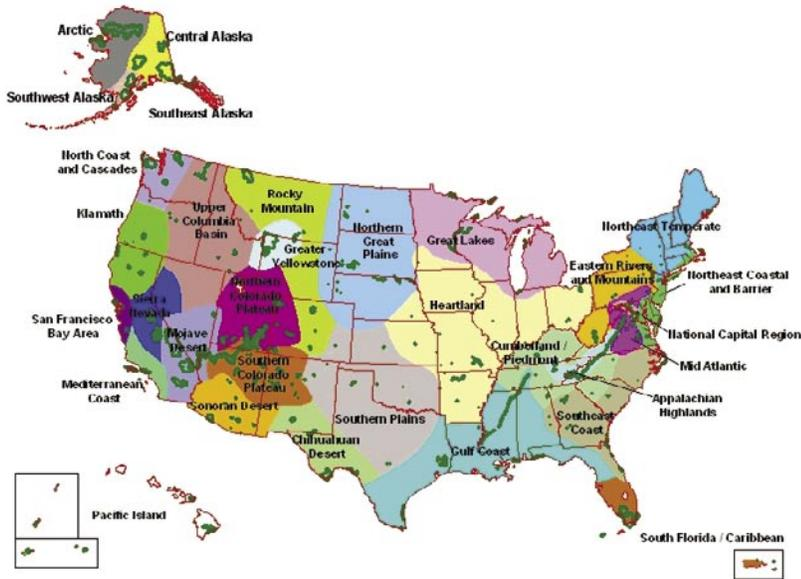 Arctic
Central Alaska
Southwest Alaska
Southeast Alaska
North Coast
and Cascades
Klamath
Upper
Columbia
Basin
Rocky
Mountain
Greater
Yellowstone
Northern
Great
Plains
Great Lakes
Northeast Temperate
Eastern Rivers
and Mountains
Northeast Coastal
and Barrier
Northern
Colorado
Plateau
Heartland
Sierra
Nevada
San Francisco
Bay Area
Mojave
Desert
National Capital Region
Cumberland /
Piedmont
Mid Atlantic
Mediterranean
Coast
Southern
Colorado
Plateau
Appalachian
Highlands
Sonoran Desert
Southern Plains
Southeast
Coast
Chihuahuan
Desert
Gulf Coast
Pacific Island
South Florida / Caribbean